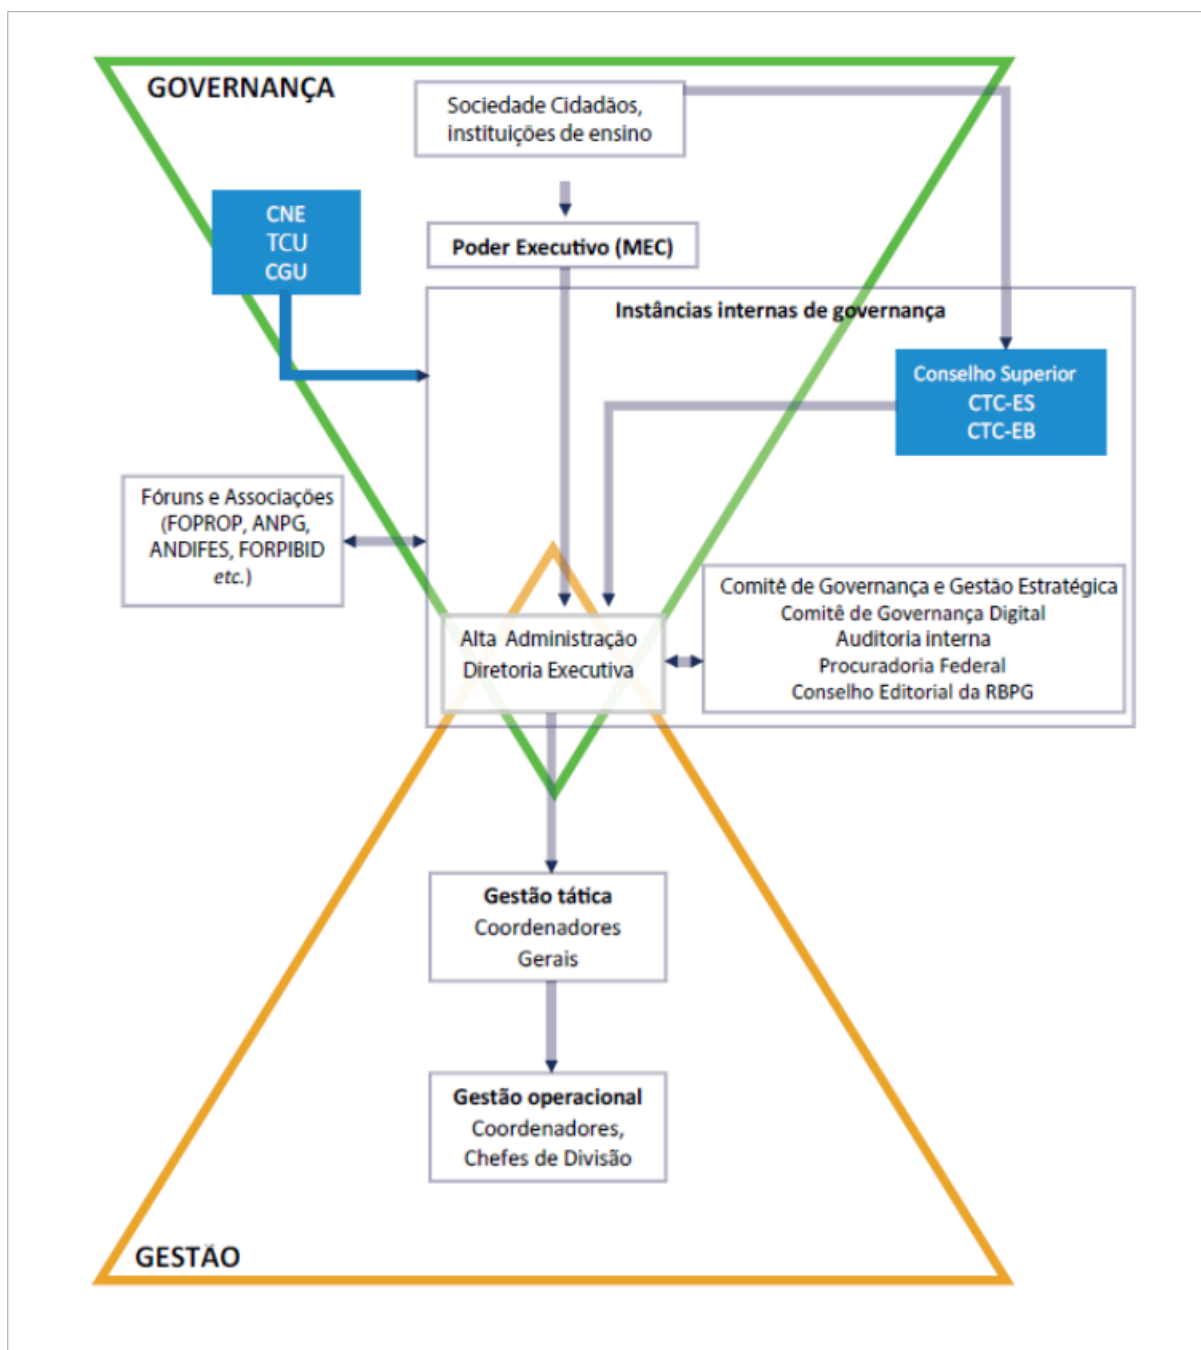 GOVERNANÇA
Sociedade Cidadãos,
instituições de ensino
CNE
TCU
CGU
Poder Executivo (MEC)
Instâncias internas de governança
Conselho Superior
CTC-ES
CTC-EB
Fóruns e Associações
(FOPROP, ANPG,
ANDIFES, FORPIBID
etc.)
Comitê de Governança e Gestão Estratégica
Comitê de Governança Digital
Auditoria interna
Procuradoria Federal
Conselho Editorial da RBPG
Alta Administração
Diretoria Executiva
Gestão tática
Coordenadores
Gerais
Gestão operacional
Coordenadores,
Chefes de Divisão
GESTÃO